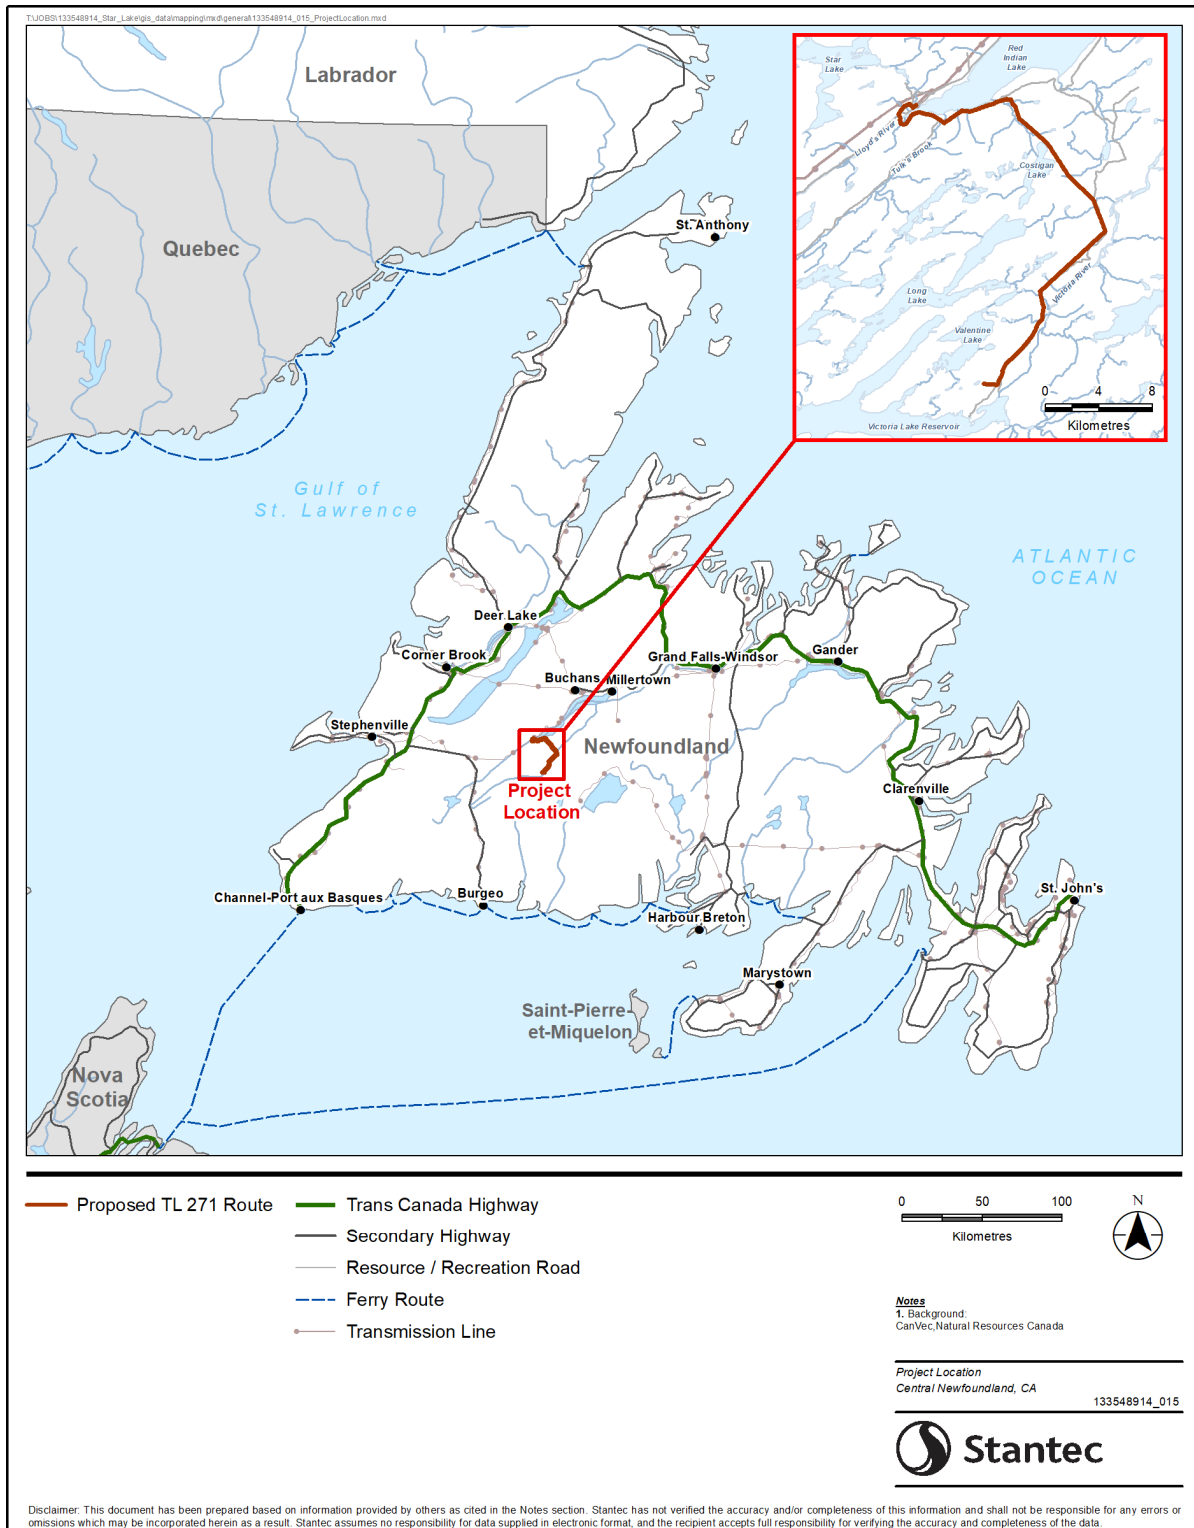 T:\JOBS\133548914_Star_Lake\gis_data\mapping\mxd\general\133548914_015_ProjectLocation.mxd
Labrador
Quebec
St. Anthony
Star
Lake
Red
Indian
Lake
Lloyd's River
Tulk's Brook
Costigan
Lake
Long
Lake
Victoria River
Valentine
Lake
0 4 8
Kilometres
Victoria Lake Reservoir
Gulf of
St. Lawrence
ATLANTIC
OCEAN
Deer Lake
Corner Brook
Grand Falls-Windsor
Gander
Buchans
Millertown
Stephenville
Newfoundland
Project
Location
Clarenville
Channel-Port aux Basques
Burgeo
Harbour Breton
St. John's
Marystown
Saint-Pierre-
et-Miquelon
Nova
Scotia
Proposed TL 271 Route
Trans Canada Highway
Secondary Highway
Resource / Recreation Road
Ferry Route
Transmission Line
0 50 100
Kilometres
N
Notes
1. Background:
CanVec,Natural Resources Canada
Project Location
Central Newfoundland, CA
133548914_015
Stantec
Disclaimer: This document has been prepared based on information provided by others as cited in the Notes section. Stantec has not verified the accuracy and/or completeness of this information and shall not be responsible for any errors or
omissions which may be incorporated herein as a result. Stantec assumes no responsibility for data supplied in electronic format, and the recipient accepts full responsibility for verifying the accuracy and completeness of the data.